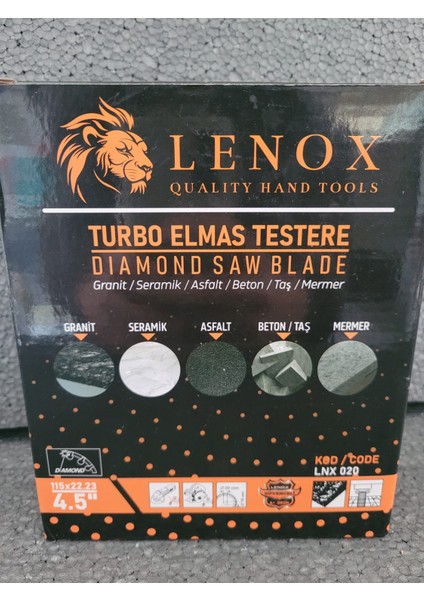 LENOX
QUALITY HAND TOOLS
TURBO ELMAS TESTERE
DIAMOND SAW BLADE
Granit / Seramik / Asfalt / Beton / Taş / Mermer
GRANİT SERAMİK ASFALT BETON / TAŞ MERMER
DIAMOND
KOD / CODE
LNX 020
115x22.23
4.5"
LENOX